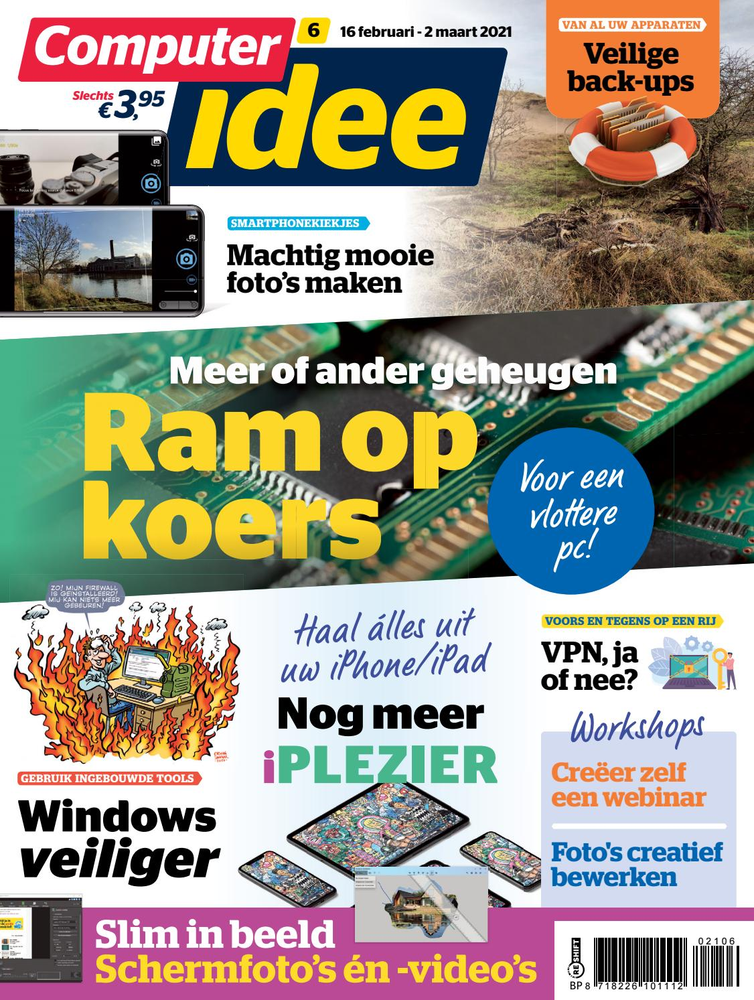 Computer
idee
6
16 februari - 2 maart 2021
Slechts
€3,95
VAN AL UW APPARATEN
Veilige
back-ups
SMARTPHONEKIEKJES
Machtig mooie
foto's maken
Meer of ander geheugen
Ram op
koers
Voor een
vlottere
pc!
ZO! MIJN FIREWALL
IS GEÏNSTALLEERD!
MIJ KAN NIETS MEER
GEBEUREN!
GEBRUIK INGEBOUWDE TOOLS
Windows
veiliger
Haal álles uit
uw iPhone/iPad
Nog meer
iPLEZIER
VOORS EN TEGENS OP EEN RIJ
VPN, ja
of nee?
Workshops
Creëer zelf
een webinar
Foto's creatief
bewerken
Slim in beeld
Schermfoto's én -video's
RESHIFT
02106
BP 8 718226 101112